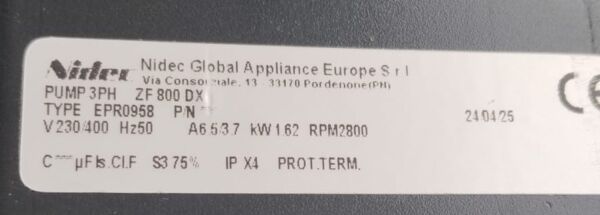 Nidec Nidec Global Appliance Europe S.r.l
Via Consorziale, 13 - 33170 Pordenone(PN)
PUMP 3PH ZF 800 DX
TYPE EPR0958 P/N
24 04 25
V 230/400 Hz50 A6.5/3.7 kW 1.62 RPM2800
C --- µF Is.Cl.F S3 75% IP X4 PROT.TERM.
CE